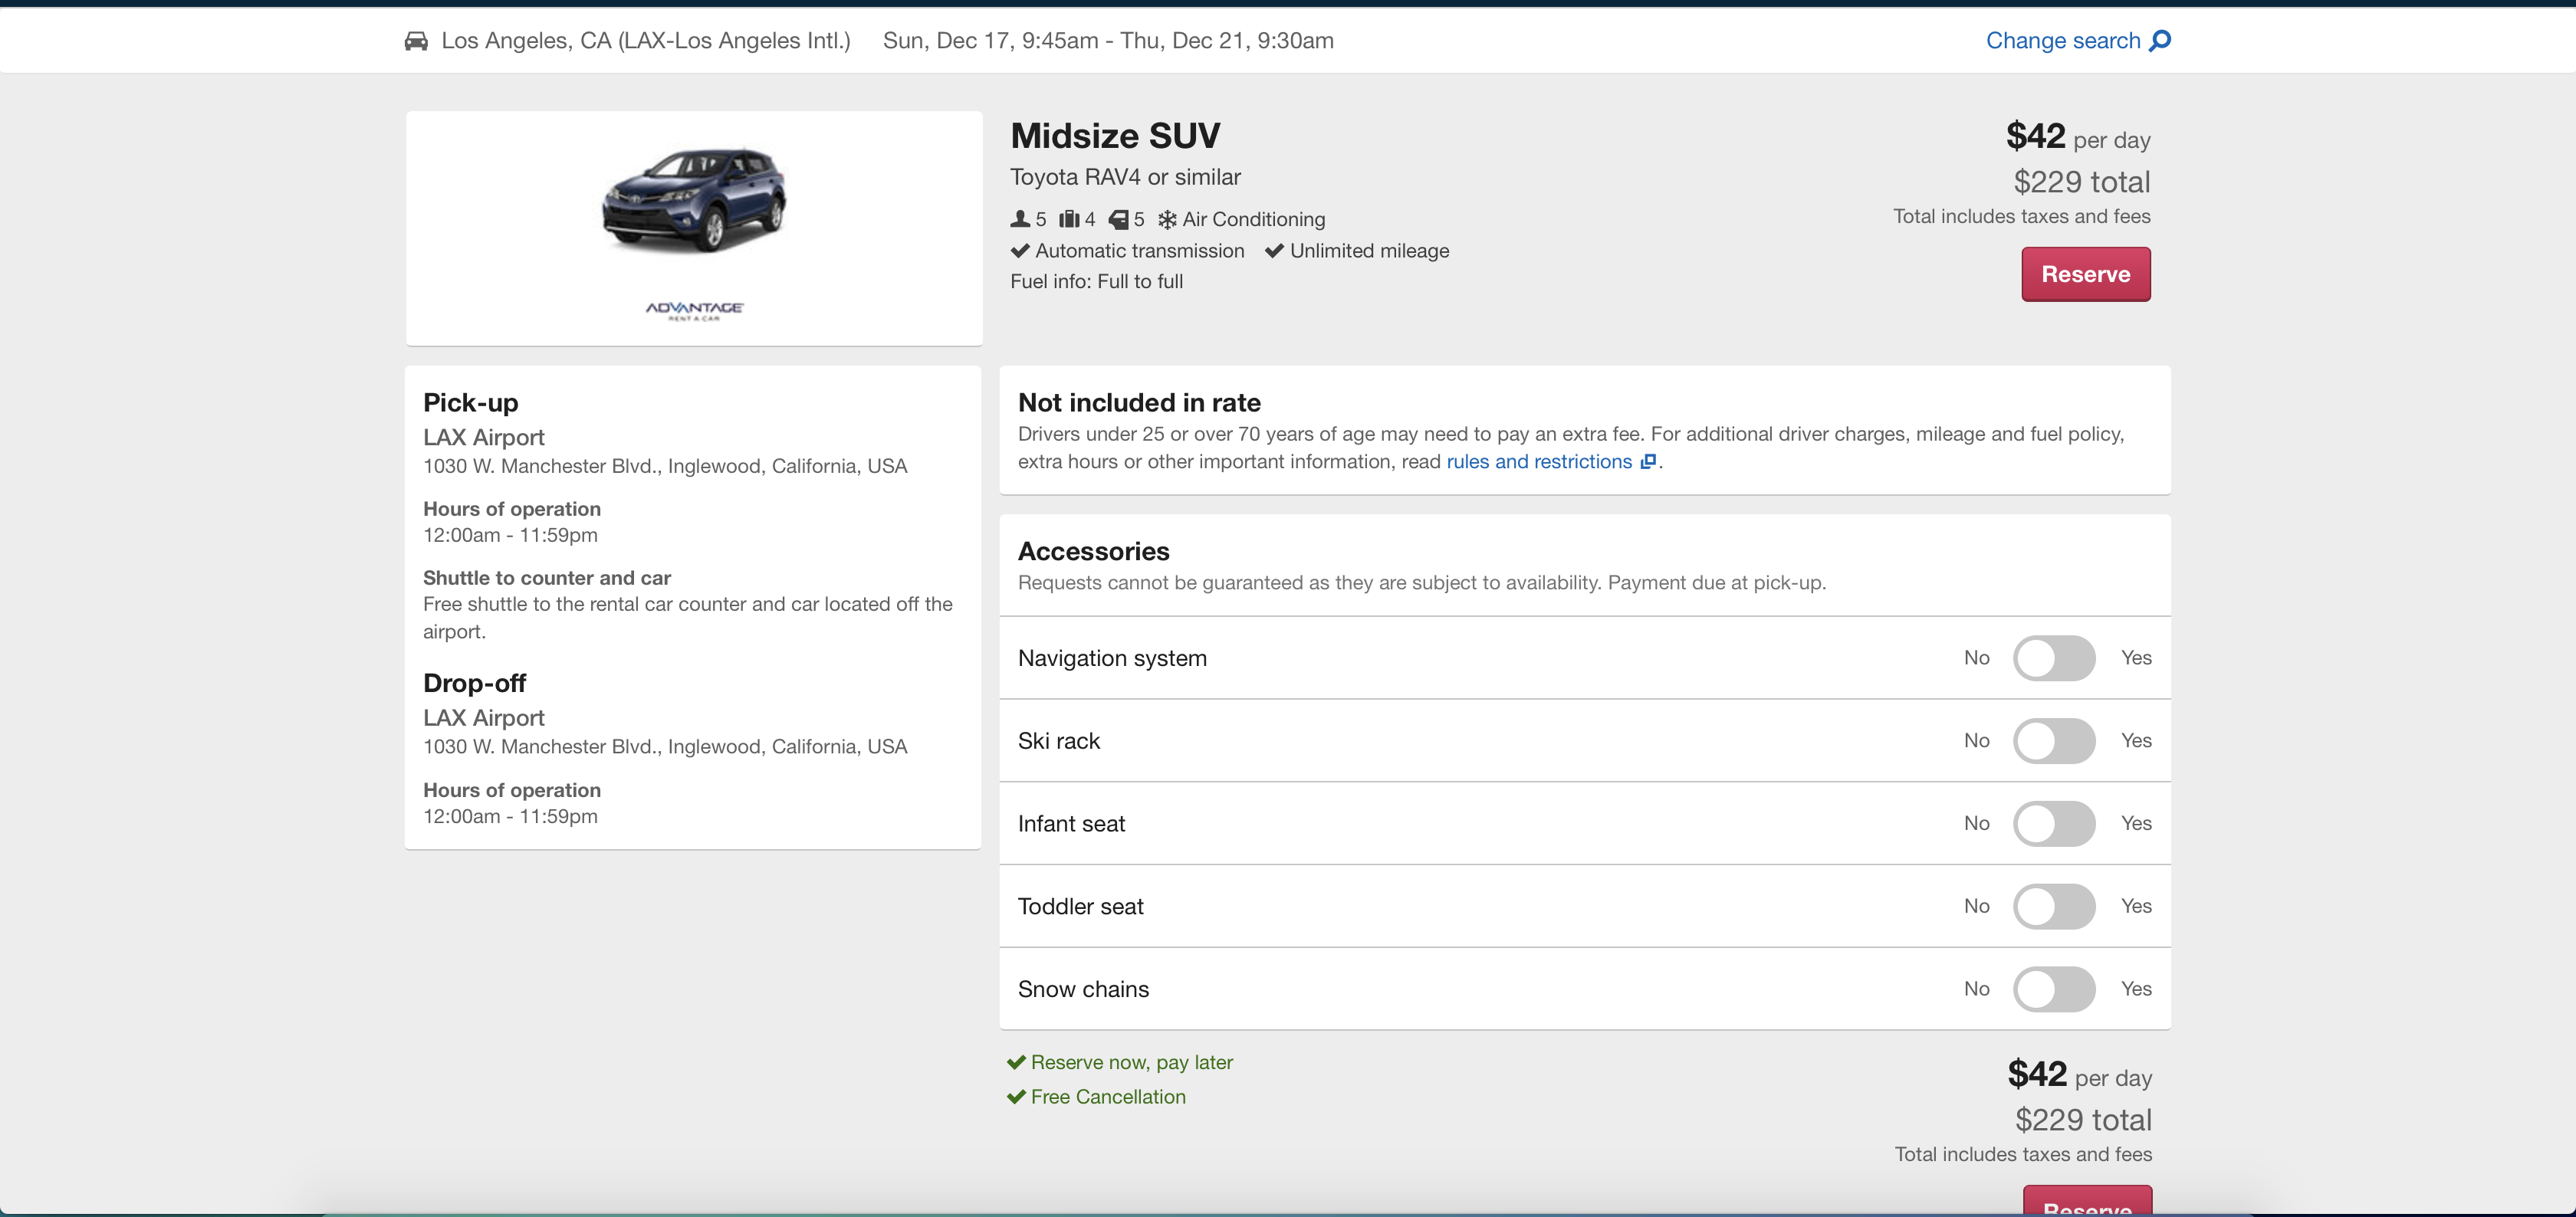 Los Angeles, CA (LAX-Los Angeles Intl.) Sun, Dec 17, 9:45am - Thu, Dec 21, 9:30am
Change search
Midsize SUV
Toyota RAV4 or similar
5 4 5 Air Conditioning
Automatic transmission Unlimited mileage
Fuel info: Full to full
ADVANTAGE
RENT A CAR
$42 per day
$229 total
Total includes taxes and fees
Reserve
Pick-up
LAX Airport
1030 W. Manchester Blvd., Inglewood, California, USA
Hours of operation
12:00am - 11:59pm
Shuttle to counter and car
Free shuttle to the rental car counter and car located off the
airport.
Drop-off
LAX Airport
1030 W. Manchester Blvd., Inglewood, California, USA
Hours of operation
12:00am - 11:59pm
Not included in rate
Drivers under 25 or over 70 years of age may need to pay an extra fee. For additional driver charges, mileage and fuel policy,
extra hours or other important information, read rules and restrictions.
Accessories
Requests cannot be guaranteed as they are subject to availability. Payment due at pick-up.
Navigation system No Yes
Ski rack No Yes
Infant seat No Yes
Toddler seat No Yes
Snow chains No Yes
Reserve now, pay later
Free Cancellation
$42 per day
$229 total
Total includes taxes and fees
Reserve